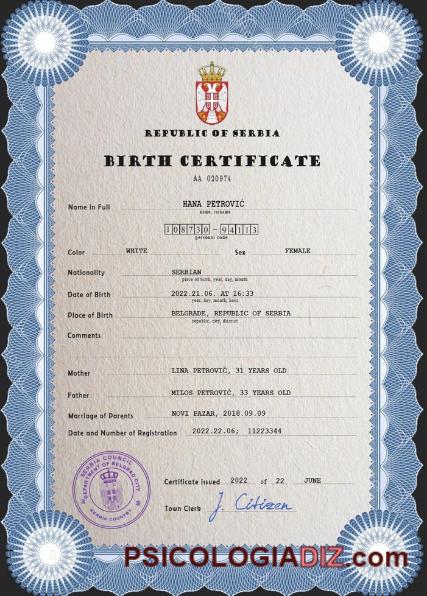 REPUBLIC OF SERBIA
BIRTH CERTIFICATE
AA 020974
Name in Full HANA PETROVIĆ
108730-94113
personal code
Color WHITE Sex FEMALE
Nationality SERBIAN
place of birth, year, day, month
Date of Birth 2022.21.06. AT 16:33
year, day, month, hour
Place of Birth BELGRADE, REPUBLIC OF SERBIA
republic, city, district
Comments
Mother LINA PETROVIĆ, 31 YEARS OLD
Father MILOS PETROVIĆ, 33 YEARS OLD
Marriage of Parents NOVI PAZAR, 2018.09.09
Date and Number of Registration 2022.22.06; 11223344
SERBIA COUNCIL
DEPARTMENT OF BELGRAD CITY
SERBIA COUNTRY
Certificate issued 2022 of 22 JUNE
Town Clerk J. Citizen
PSICOLOGIADIZ.com